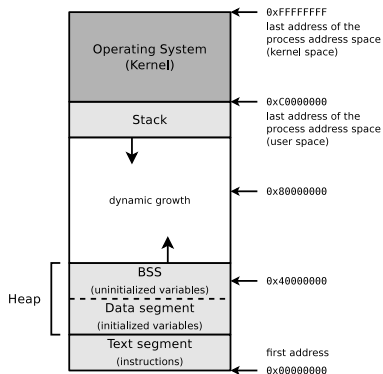 0xFFFFFFFF
last address of the
process address space
(kernel space)
Operating System
(Kernel)
0xC0000000
last address of the
process address space
(user space)
Stack
dynamic growth
0x80000000
Heap
BSS
(uninitialized variables)
0x40000000
Data segment
(initialized variables)
Text segment
(instructions)
first address
0x00000000